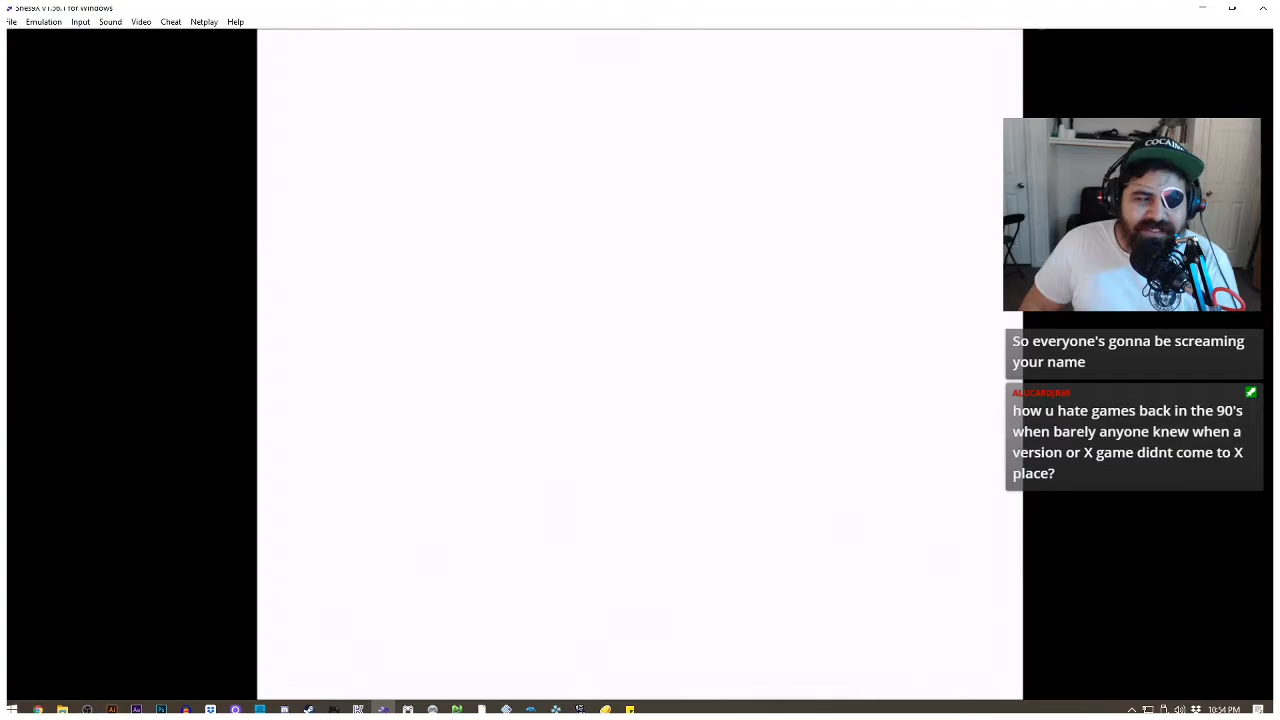 Snes9X v1.56.1 for Windows
File Emulation Input Sound Video Cheat Netplay Help
So everyone's gonna be screaming
your name
ALUCARDJR69
how u hate games back in the 90's
when barely anyone knew when a
version or X game didnt come to X
place?
10:54 PM